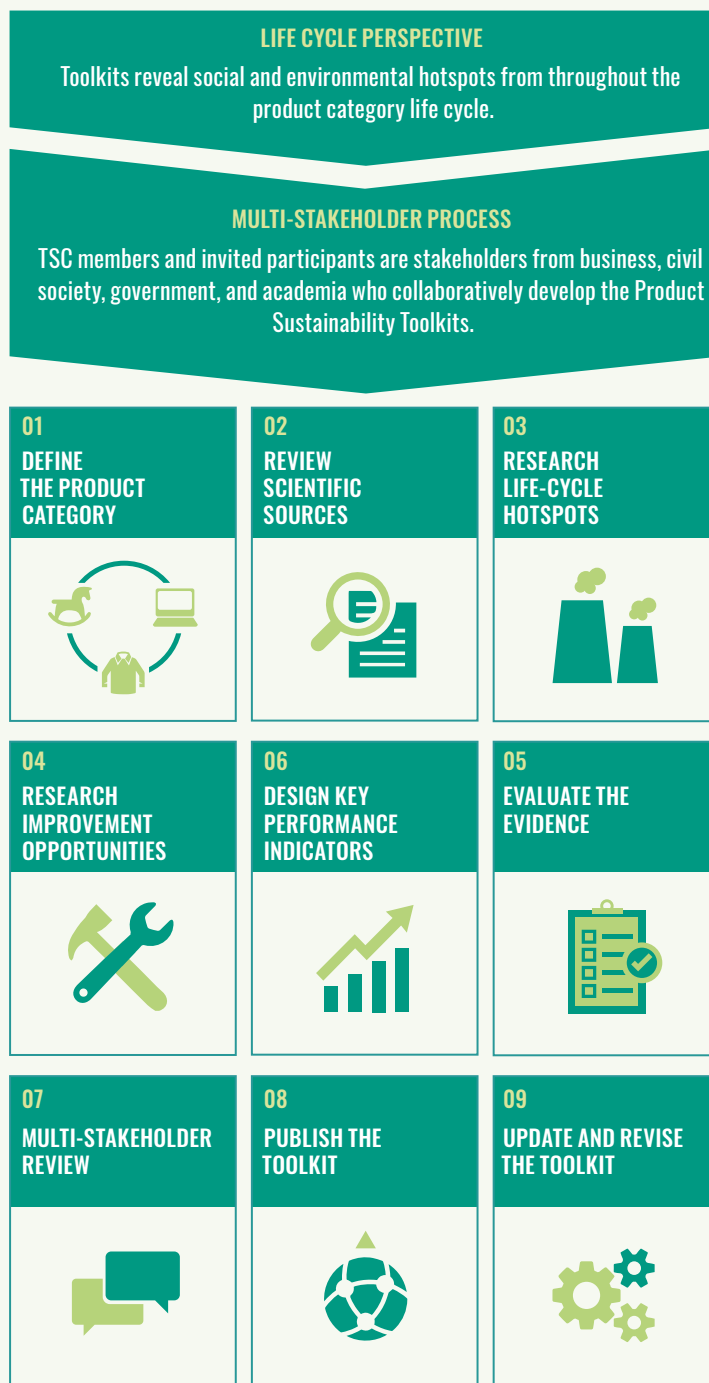 LIFE CYCLE PERSPECTIVE
Toolkits reveal social and environmental hotspots from throughout the
product category life cycle.
MULTI-STAKEHOLDER PROCESS
TSC members and invited participants are stakeholders from business, civil
society, government, and academia who collaboratively develop the Product
Sustainability Toolkits.
01
DEFINE
THE PRODUCT
CATEGORY
02
REVIEW
SCIENTIFIC
SOURCES
03
RESEARCH
LIFE-CYCLE
HOTSPOTS
04
RESEARCH
IMPROVEMENT
OPPORTUNITIES
06
DESIGN KEY
PERFORMANCE
INDICATORS
05
EVALUATE THE
EVIDENCE
07
MULTI-STAKEHOLDER
REVIEW
08
PUBLISH THE
TOOLKIT
09
UPDATE AND REVISE
THE TOOLKIT